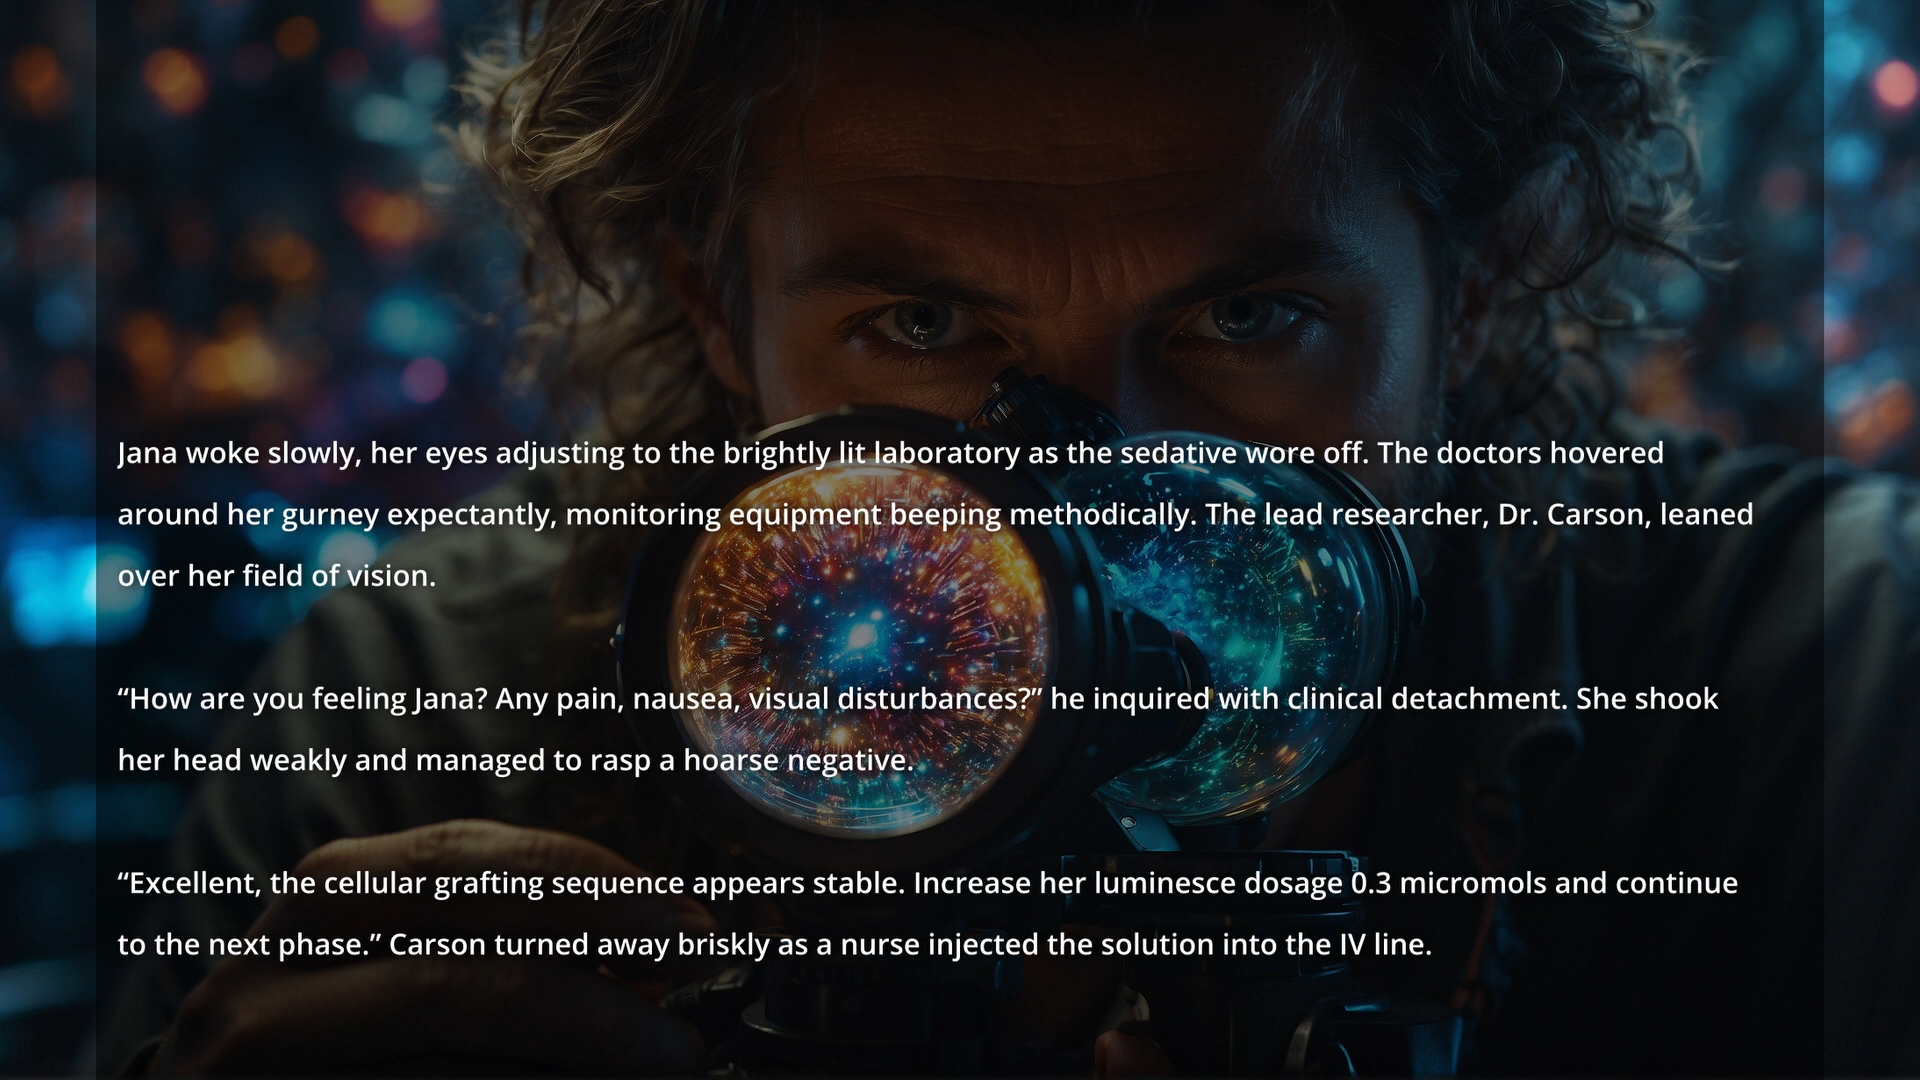 Jana woke slowly, her eyes adjusting to the brightly lit laboratory as the sedative wore off. The doctors hovered
around her gurney expectantly, monitoring equipment beeping methodically. The lead researcher, Dr. Carson, leaned
over her field of vision.
“How are you feeling Jana? Any pain, nausea, visual disturbances?” he inquired with clinical detachment. She shook
her head weakly and managed to rasp a hoarse negative.
“Excellent, the cellular grafting sequence appears stable. Increase her luminesce dosage 0.3 micromols and continue
to the next phase.” Carson turned away briskly as a nurse injected the solution into the IV line.